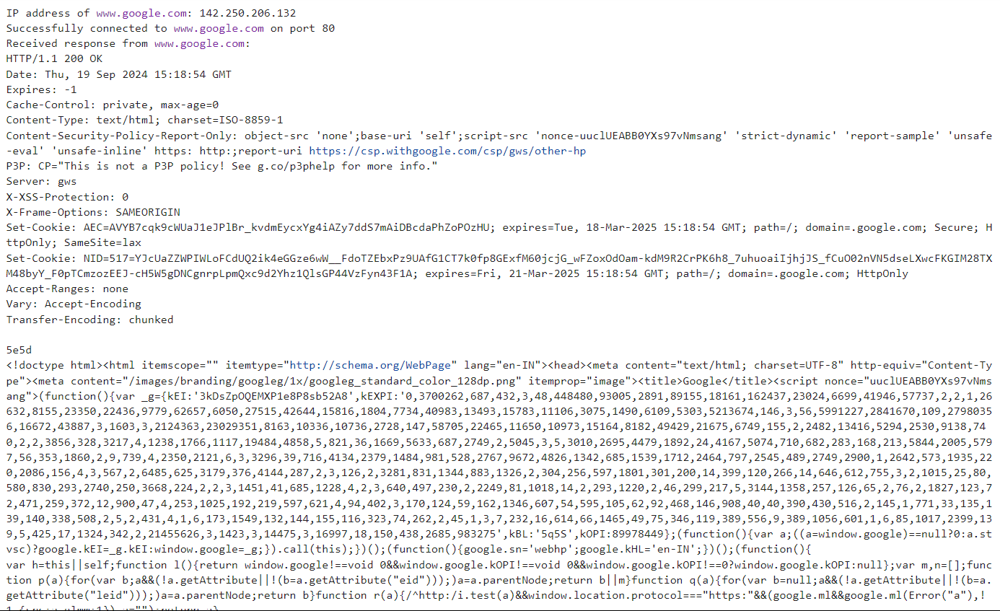 IP address of www.google.com: 142.250.206.132
Successfully connected to www.google.com on port 80
Received response from www.google.com:
HTTP/1.1 200 OK
Date: Thu, 19 Sep 2024 15:18:54 GMT
Expires: -1
Cache-Control: private, max-age=0
Content-Type: text/html; charset=ISO-8859-1
Content-Security-Policy-Report-Only: object-src 'none';base-uri 'self';script-src 'nonce-uuclUEABB0YXs97vNmsang' 'strict-dynamic' 'report-sample' 'unsafe
-eval' 'unsafe-inline' https: http:;report-uri https://csp.withgoogle.com/csp/gws/other-hp
P3P: CP="This is not a P3P policy! See g.co/p3phelp for more info."
Server: gws
X-XSS-Protection: 0
X-Frame-Options: SAMEORIGIN
Set-Cookie: AEC=AVYB7cqk9cWUaJ1eJPlBr_kvdmEycxYg4iAZy7ddS7mAiDBcdaPhZoPOzHU; expires=Tue, 18-Mar-2025 15:18:54 GMT; path=/; domain=.google.com; Secure; H
ttpOnly; SameSite=lax
Set-Cookie: NID=517=YJcUaZZWPIWLoFCdUQ2ik4eGGze6wW__FdoTZEbxPz9UAfG1CT7k0fp8GExfM60jcjG_wFZoxOdOam-kdM9R2CrPK6h8_7uhuoaiIjhjJS_fCuO02nVN5dseLXwcFKGIM28TX
M48byY_F0pTCmzozEEJ-cH5W5gDNCgnrpLpmQxc9d2Yhz1QlsGP44VzFyn43F1A; expires=Fri, 21-Mar-2025 15:18:54 GMT; path=/; domain=.google.com; HttpOnly
Accept-Ranges: none
Vary: Accept-Encoding
Transfer-Encoding: chunked
5e5d
<!doctype html><html itemscope="" itemtype="http://schema.org/WebPage" lang="en-IN"><head><meta content="text/html; charset=UTF-8" http-equiv="Content-Ty
pe"><meta content="/images/branding/googleg/1x/googleg_standard_color_128dp.png" itemprop="image"><title>Google</title><script nonce="uuclUEABB0YXs97vNms
ang">(function(){var _g={kEI:'3kDsZpOQEMXP1e8P8sb52A8',kEXPI:'0,3700262,687,432,3,48,448480,93005,2891,89155,18161,162437,23024,6699,41946,57737,2,2,1,26
632,8155,23350,22436,9779,62657,6050,27515,42644,15816,1804,7734,40983,13493,15783,11106,3075,1490,6109,5303,5213674,146,3,56,5991227,2841670,109,2798035
6,16672,43887,3,1603,3,2124363,23029351,8163,10336,10736,2728,147,58705,22465,11650,10973,15164,8182,49429,21675,6749,155,2,2482,13416,5294,2530,9138,74
0,2,2,3856,328,3217,4,1238,1766,1117,19484,4858,5,821,36,1669,5633,687,2749,2,5045,3,5,3010,2695,4479,1892,24,4167,5074,710,682,283,168,213,5844,2005,579
7,56,353,1860,2,9,739,4,2350,2121,6,3,3296,39,716,4134,2379,1484,981,528,2767,9672,4826,1342,685,1539,1712,2464,797,2545,489,2749,2900,1,2642,573,1935,22
0,2086,156,4,3,567,2,6485,625,3179,376,4144,287,2,3,126,2,3281,831,1344,883,1326,2,304,256,597,1801,301,200,14,399,120,266,14,646,612,755,3,2,1015,25,80,
580,830,293,2740,250,3668,224,2,2,3,1451,41,685,1228,4,2,3,640,497,230,2,2249,81,1018,14,2,293,1220,2,46,299,217,5,3144,1358,257,126,65,2,76,2,1827,123,7
2,471,259,372,12,900,47,4,253,1025,192,219,597,621,4,94,402,3,170,124,59,162,1346,607,54,595,105,62,92,468,146,908,40,40,390,430,516,2,145,1,771,33,135,1
39,140,338,508,2,5,2,431,4,1,6,173,1549,132,144,155,116,323,74,262,2,45,1,3,7,232,16,614,66,1465,49,75,346,119,389,556,9,389,1056,601,1,6,85,1017,2399,13
9,5,425,17,1324,342,2,21455626,3,1423,3,14475,3,16997,18,150,438,2685,983275',kBL:'5q5S',kOPI:89978449};(function(){var a;((a=window.google)==null?0:a.st
vsc)?google.kEI=_g.kEI:window.google=_g;}).call(this);})();(function(){google.sn='webhp';google.kHL='en-IN';})();(function(){
var h=this||self;function l(){return window.google!==void 0&&window.google.kOPI!==void 0&&window.google.kOPI!==0?window.google.kOPI:null};var m,n=[];func
tion p(a){for(var b;a&&(!a.getAttribute||!(b=a.getAttribute("eid")));)a=a.parentNode;return b||m}function q(a){for(var b=null;a&&(!a.getAttribute||!(b=a.
getAttribute("leid")));)a=a.parentNode;return b}function r(a){/^http:/i.test(a)&&window.location.protocol==="https:"&&(google.ml&&google.ml(Error("a"),!